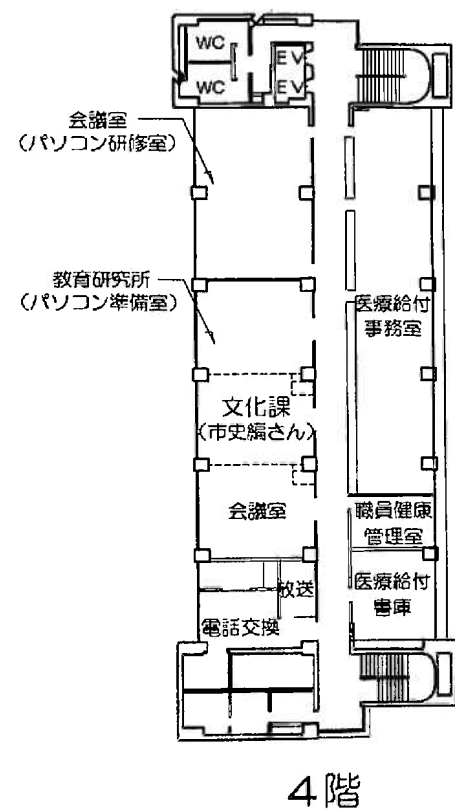 WC
EV
WC
EV
会議室
(パソコン研修室)
教育研究所
(パソコン準備室)
医療給付
事務室
文化課
(市史編さん)
会議室
職員健康
管理室
放送
医療給付
書庫
電話交換
4階